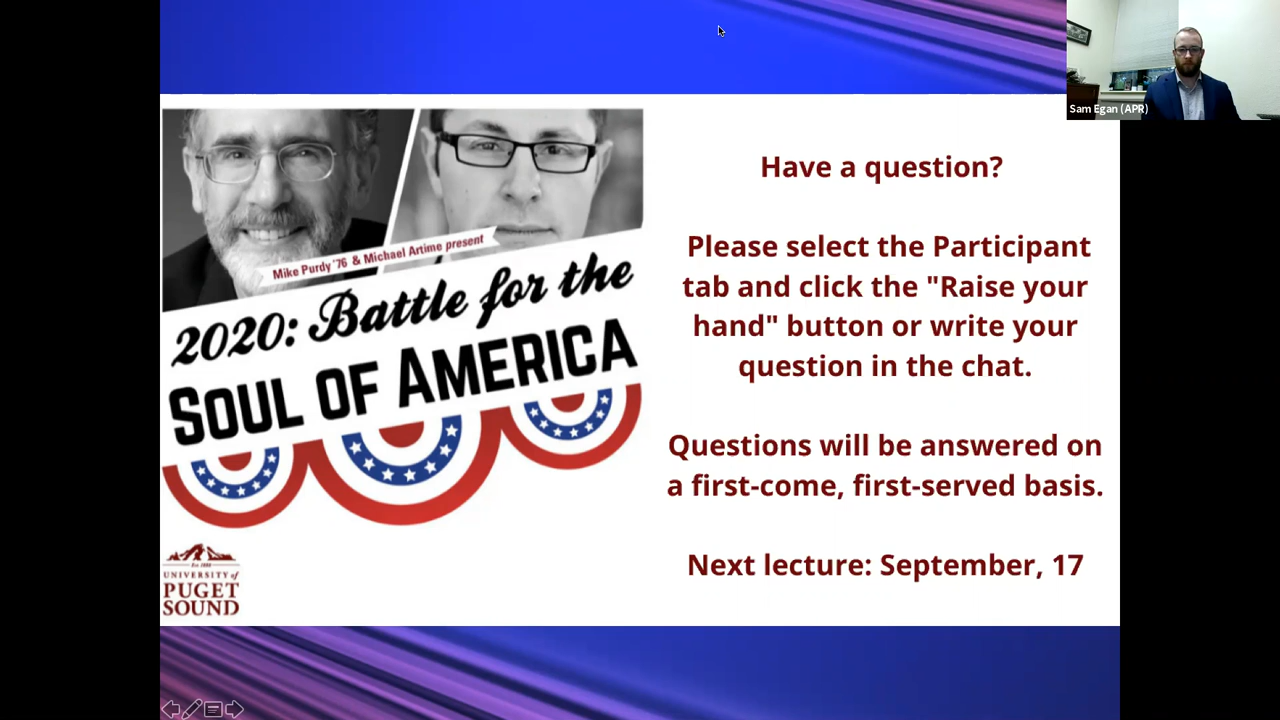 Sam Egan (APR)
Mike Purdy '76 & Michael Artime present
2020: Battle for the
SOUL OF AMERICA
Have a question?
Please select the Participant
tab and click the "Raise your
hand" button or write your
question in the chat.
Questions will be answered on
a first-come, first-served basis.
Next lecture: September, 17
Est. 1888
UNIVERSITY of
PUGET
SOUND